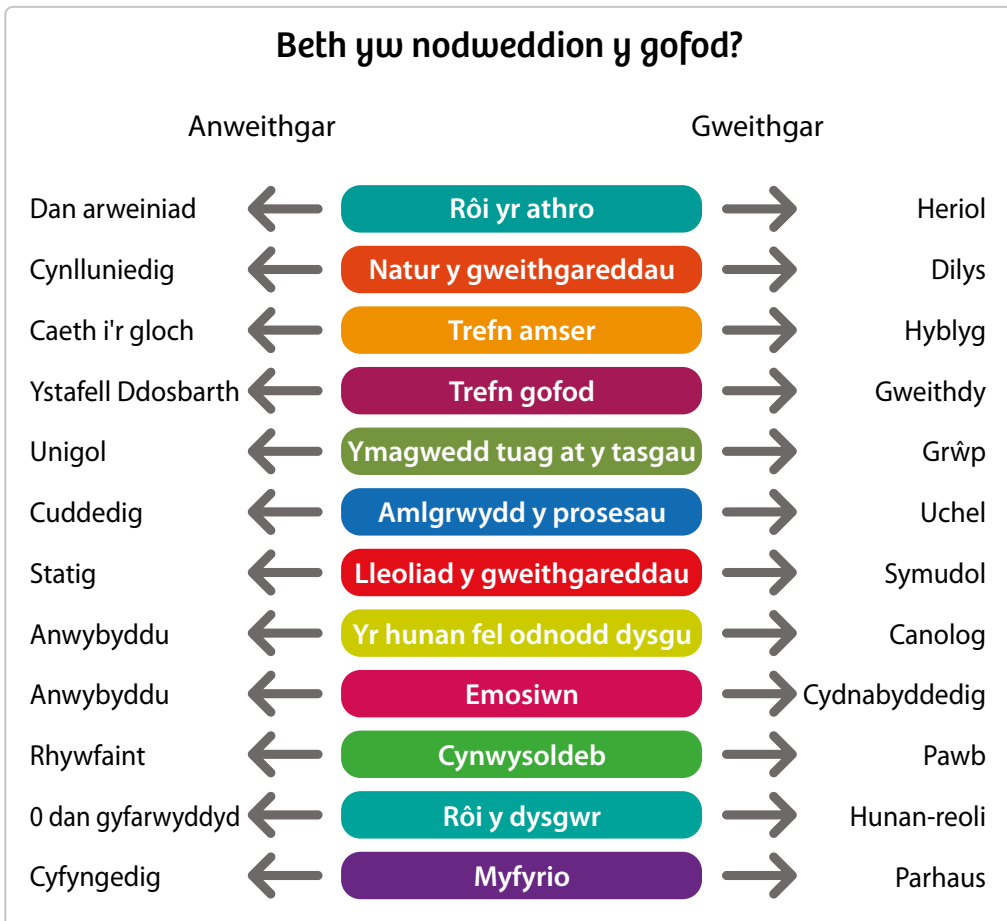 Beth yw nodweddion y gofod?
Anweithgar Gweithgar
Dan arweiniad Rôi yr athro Heriol
Cynlluniedig Natur y gweithgareddau Dilys
Caeth i'r gloch Trefn amser Hyblyg
Ystafell Ddosbarth Trefn gofod Gweithdy
Unigol Ymagwedd tuag at y tasgau Grŵp
Cuddedig Amlgrwydd y prosesau Uchel
Statig Lleoliad y gweithgareddau Symudol
Anwybyddu Yr hunan fel odnodd dysgu Canolog
Anwybyddu Emosiwn Cydnabyddedig
Rhywfaint Cynwysoldeb Pawb
0 dan gyfarwyddyd Rôi y dysgwr Hunan-reoli
Cyfyngedig Myfyrio Parhaus